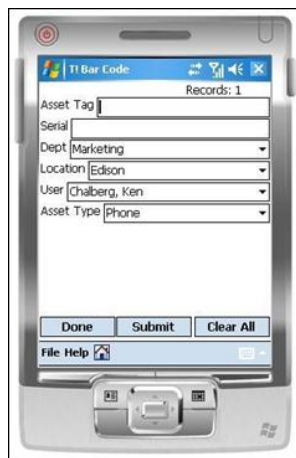 T! Bar Code
Records: 1
Asset Tag
Serial
Dept Marketing
Location Edison
User Chalberg, Ken
Asset Type Phone
Done Submit Clear All
File Help